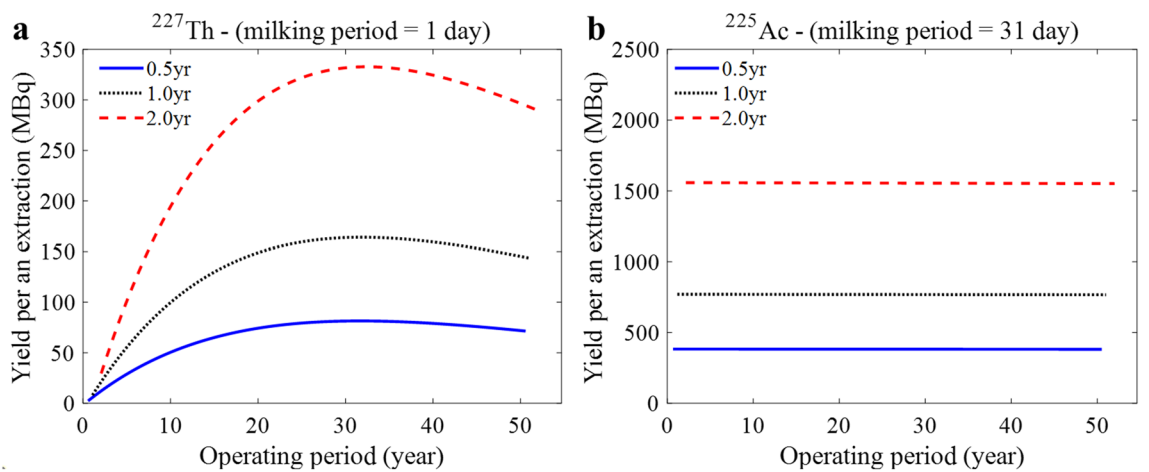 a
²²⁷Th - (milking period = 1 day)
Yield per an extraction (MBq)
350
300
250
200
150
100
50
0
0.5yr
1.0yr
2.0yr
0 10 20 30 40 50
Operating period (year)
b
²²⁵Ac - (milking period = 31 day)
Yield per an extraction (MBq)
2500
2000
1500
1000
500
0
0.5yr
1.0yr
2.0yr
0 10 20 30 40 50
Operating period (year)